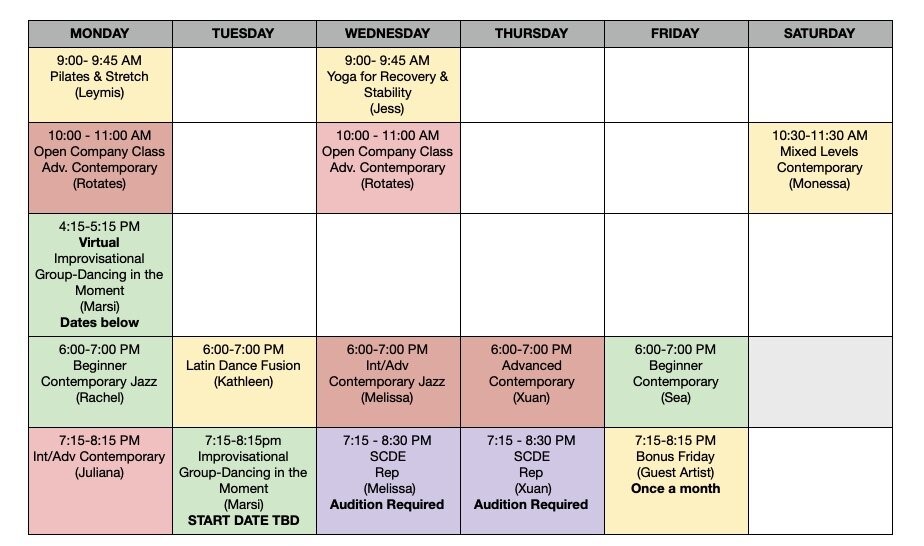 MONDAY
TUESDAY
WEDNESDAY
THURSDAY
FRIDAY
SATURDAY
9:00- 9:45 AM
Pilates & Stretch
(Leymis)
9:00- 9:45 AM
Yoga for Recovery &
Stability
(Jess)
10:00 - 11:00 AM
Open Company Class
Adv. Contemporary
(Rotates)
10:00 - 11:00 AM
Open Company Class
Adv. Contemporary
(Rotates)
10:30-11:30 AM
Mixed Levels
Contemporary
(Monessa)
4:15-5:15 PM
Virtual
Improvisational
Group-Dancing in the
Moment
(Marsi)
Dates below
6:00-7:00 PM
Beginner
Contemporary Jazz
(Rachel)
6:00-7:00 PM
Latin Dance Fusion
(Kathleen)
6:00-7:00 PM
Int/Adv
Contemporary Jazz
(Melissa)
6:00-7:00 PM
Advanced
Contemporary
(Xuan)
6:00-7:00 PM
Beginner
Contemporary
(Sea)
7:15-8:15 PM
Int/Adv Contemporary
(Juliana)
7:15-8:15pm
Improvisational
Group-Dancing in the
Moment
(Marsi)
START DATE TBD
7:15 - 8:30 PM
SCDE
Rep
(Melissa)
Audition Required
7:15 - 8:30 PM
SCDE
Rep
(Xuan)
Audition Required
7:15-8:15 PM
Bonus Friday
(Guest Artist)
Once a month